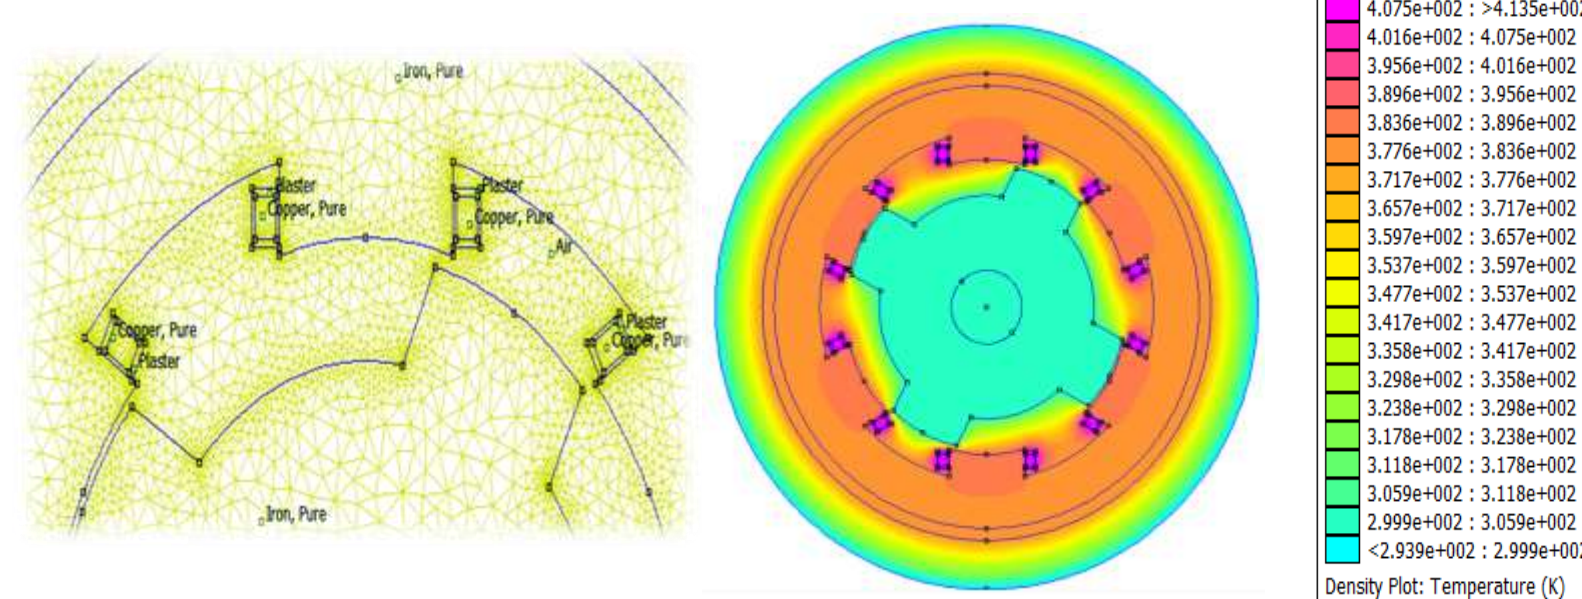 Iron, Pure
Plaster
Copper, Pure
Plaster
Copper, Pure
Air
Copper, Pure
Plaster
Plaster
Copper, Pure
Iron, Pure
4.075e+002 : >4.135e+002
4.016e+002 : 4.075e+002
3.956e+002 : 4.016e+002
3.896e+002 : 3.956e+002
3.836e+002 : 3.896e+002
3.776e+002 : 3.836e+002
3.717e+002 : 3.776e+002
3.657e+002 : 3.717e+002
3.597e+002 : 3.657e+002
3.537e+002 : 3.597e+002
3.477e+002 : 3.537e+002
3.417e+002 : 3.477e+002
3.358e+002 : 3.417e+002
3.298e+002 : 3.358e+002
3.238e+002 : 3.298e+002
3.178e+002 : 3.238e+002
3.118e+002 : 3.178e+002
3.059e+002 : 3.118e+002
2.999e+002 : 3.059e+002
<2.939e+002 : 2.999e+002
Density Plot: Temperature (K)